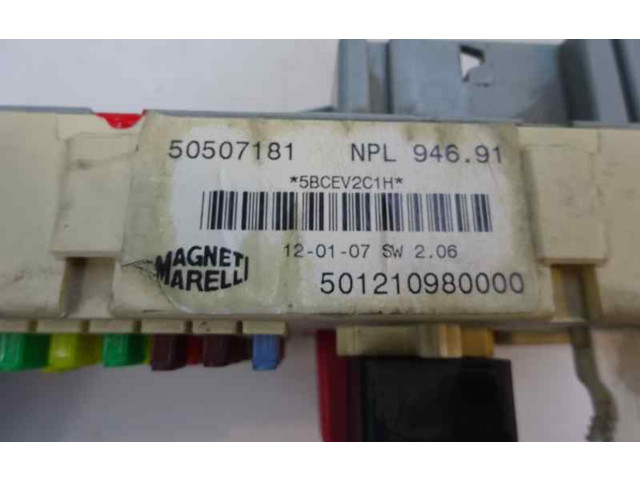 50507181 NPL 946.91
*5BCEV2C1H*
12-01-07 SW 2.06
MAGNETI
MARELLI
501210980000